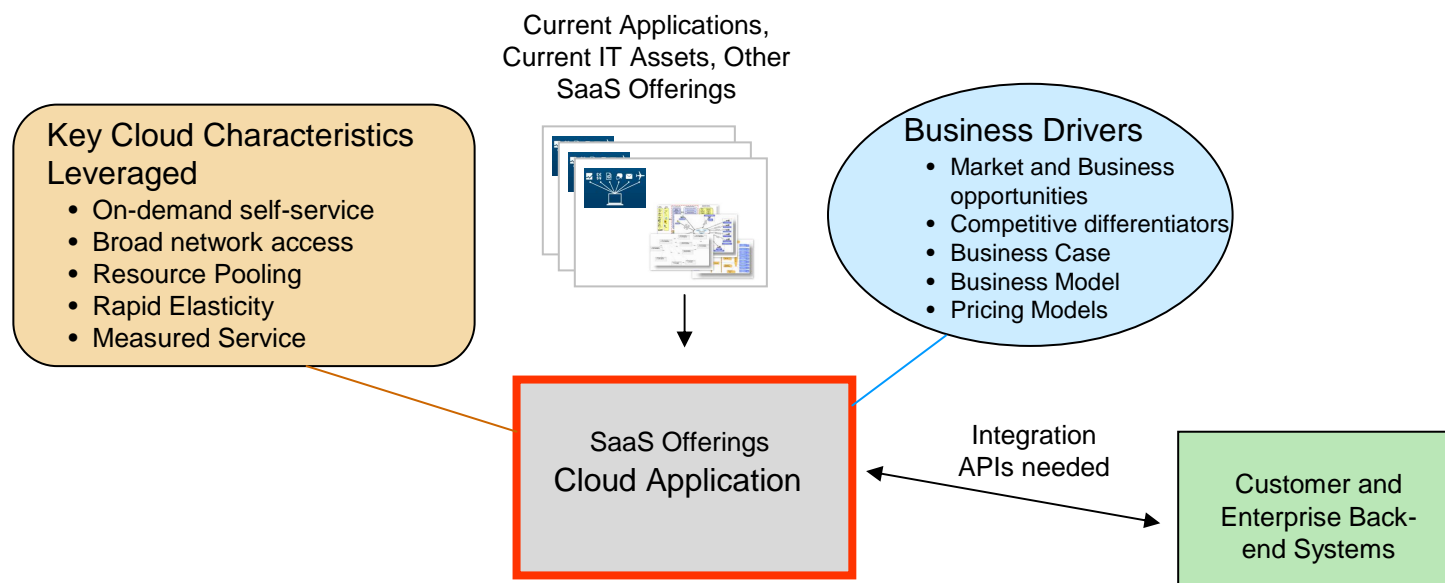 Current Applications,
Current IT Assets, Other
SaaS Offerings
Key Cloud Characteristics
Leveraged
• On-demand self-service
• Broad network access
• Resource Pooling
• Rapid Elasticity
• Measured Service
Business Drivers
• Market and Business
opportunities
• Competitive differentiators
• Business Case
• Business Model
• Pricing Models
SaaS Offerings
Cloud Application
Integration
APIs needed
Customer and
Enterprise Back-
end Systems